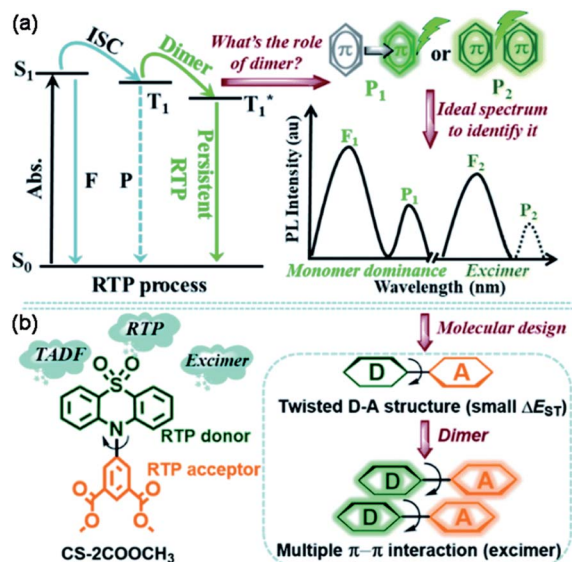 (a)
ISC
Dimer
S₁
T₁
T₁*
Abs.
F
P
Persistent
RTP
S₀
RTP process
What's the role
of dimer?
π
π
or
π
π
P₁
P₂
Ideal spectrum
to identify it
PL Intensity (au)
F₁
P₁
F₂
P₂
Monomer dominance
Excimer
Wavelength (nm)
(b)
TADF
RTP
Excimer
O
O
S
N
RTP donor
RTP acceptor
O
O
O
O
CS-2COOCH₃
Molecular design
D
A
Twisted D-A structure (small ΔE_ST)
Dimer
D
A
D
A
Multiple π–π interaction (excimer)